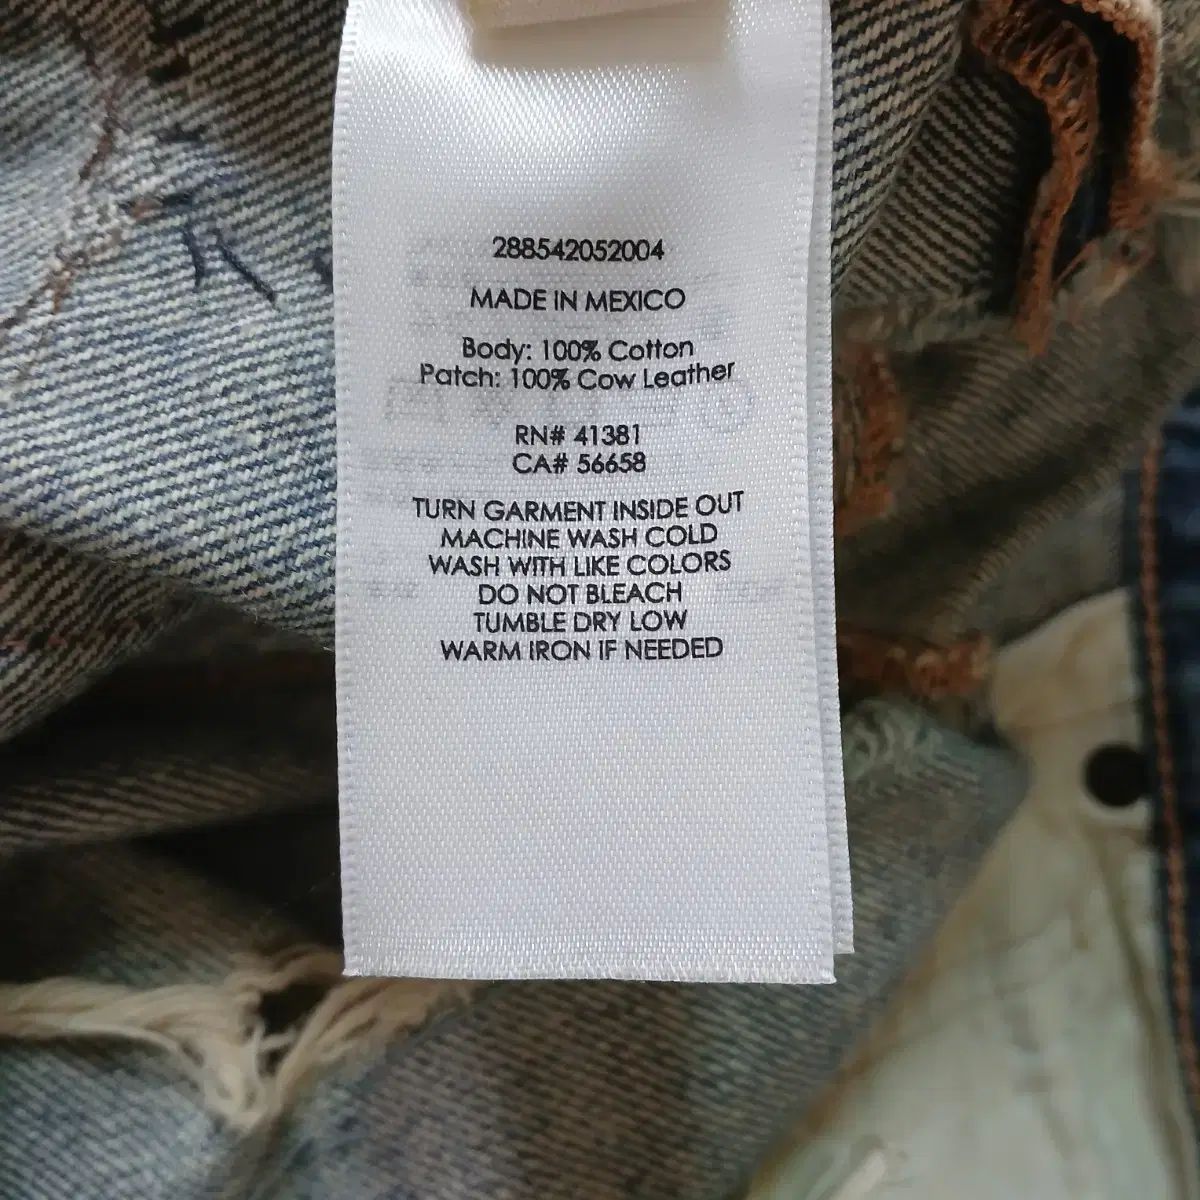 288542052004
MADE IN MEXICO
Body: 100% Cotton
Patch: 100% Cow Leather
RN# 41381
CA# 56658
TURN GARMENT INSIDE OUT
MACHINE WASH COLD
WASH WITH LIKE COLORS
DO NOT BLEACH
TUMBLE DRY LOW
WARM IRON IF NEEDED